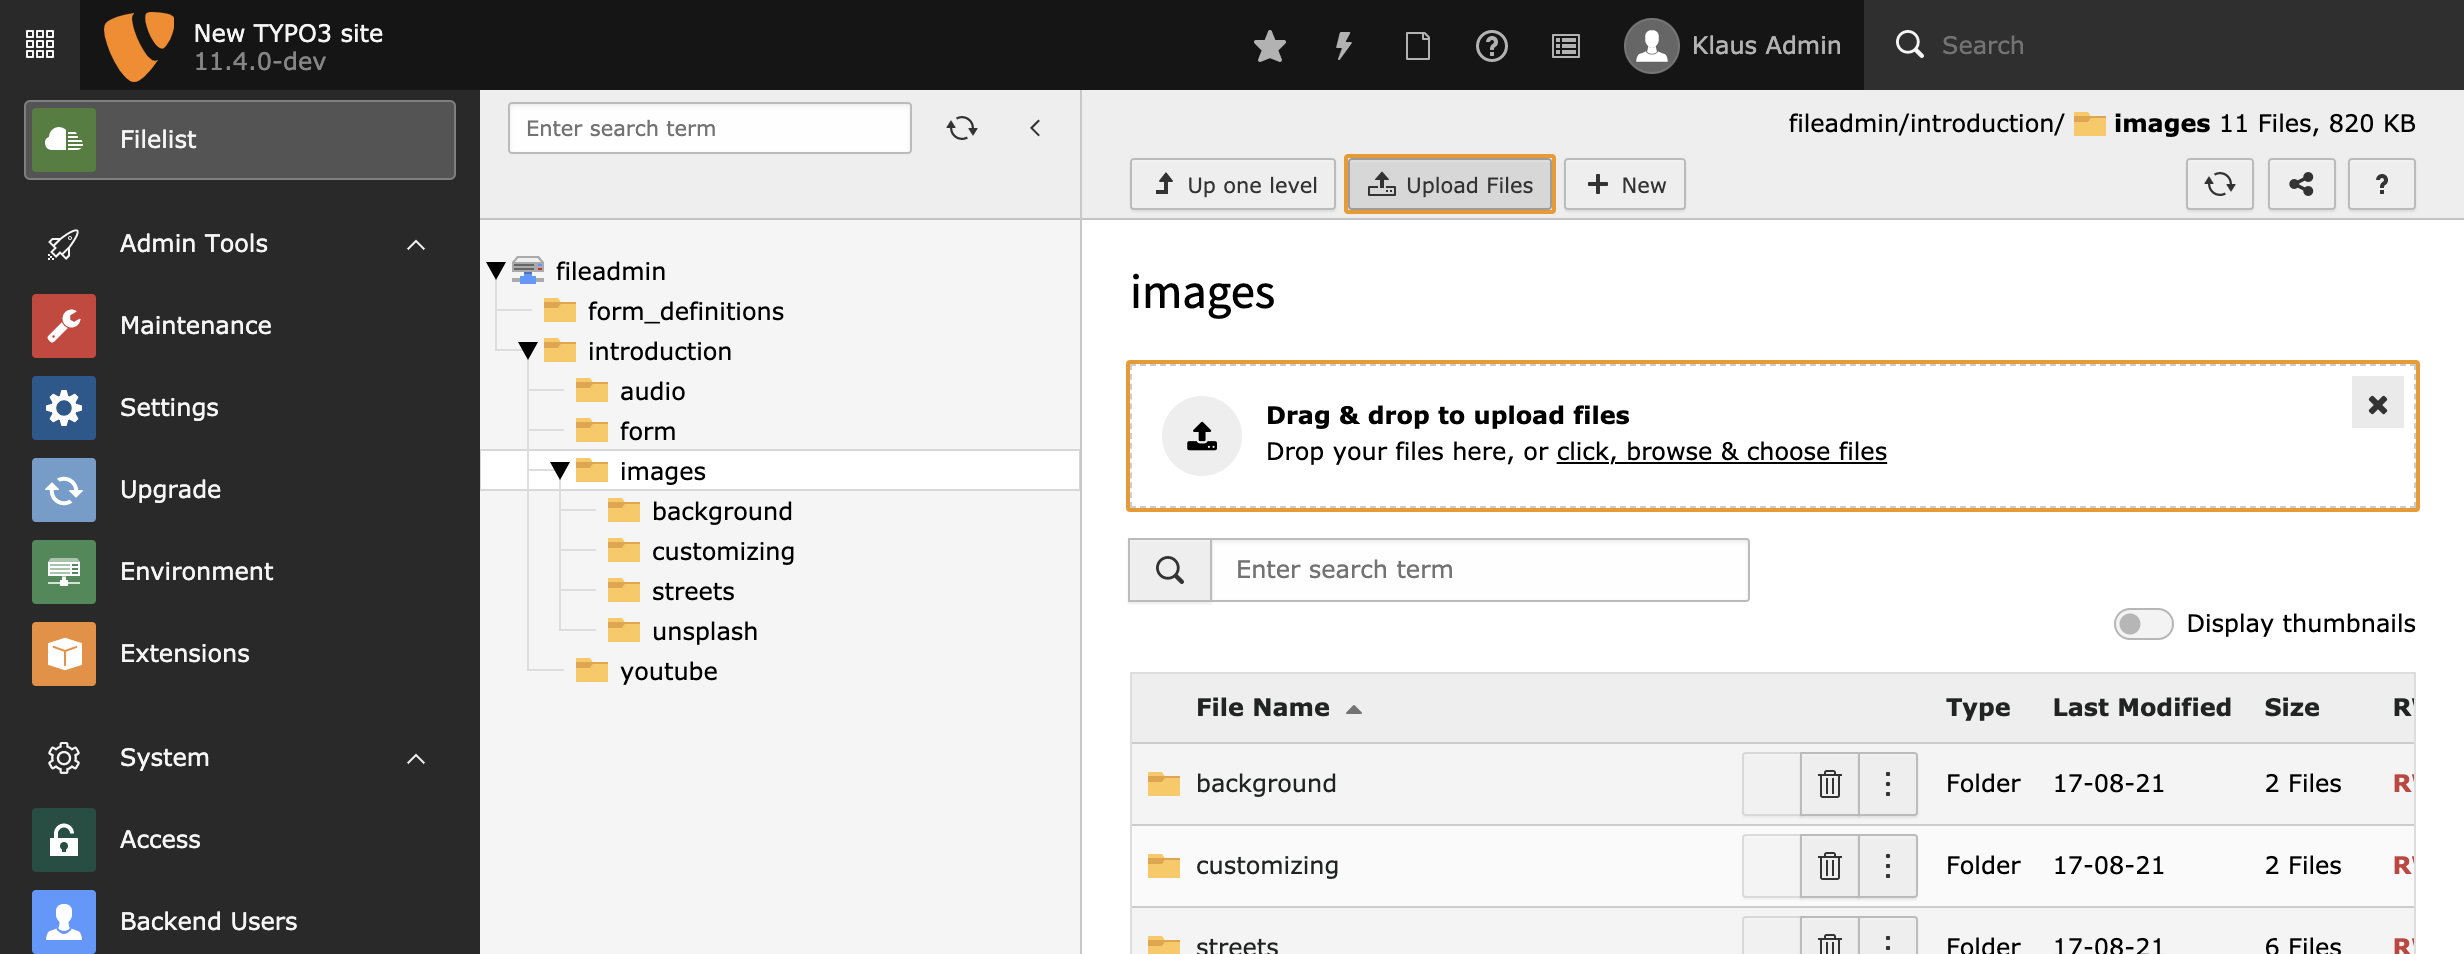 New TYPO3 site
11.4.0-dev
Klaus Admin
Search
Filelist
Admin Tools
Maintenance
Settings
Upgrade
Environment
Extensions
System
Access
Backend Users
Enter search term
fileadmin
form_definitions
introduction
audio
form
images
background
customizing
streets
unsplash
youtube
fileadmin/introduction/ images 11 Files, 820 KB
Up one level
Upload Files
New
?
images
Drag & drop to upload files
Drop your files here, or click, browse & choose files
Enter search term
Display thumbnails
File Name Type Last Modified Size
background Folder 17-08-21 2 Files
customizing Folder 17-08-21 2 Files
streets Folder 17-08-21 6 Files